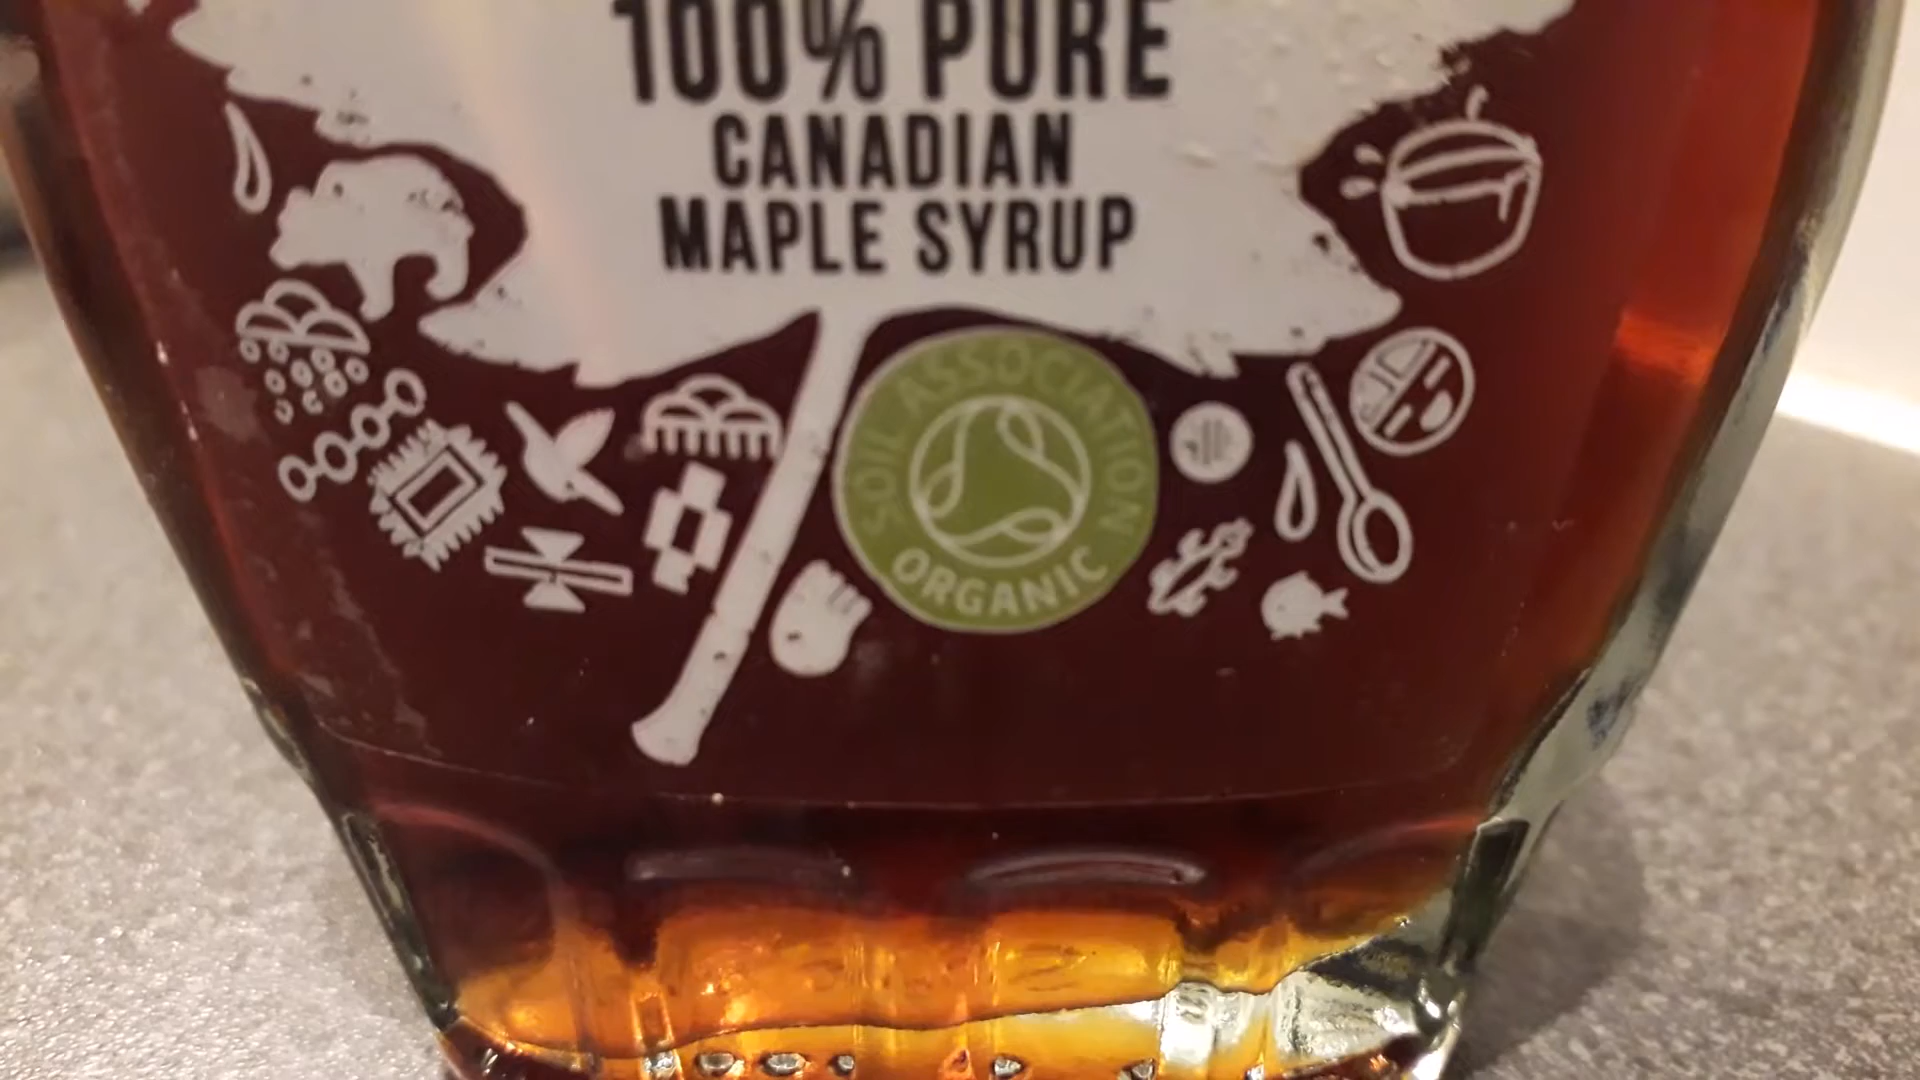 100% PURE
CANADIAN
MAPLE SYRUP
SOIL ASSOCIATION
ORGANIC